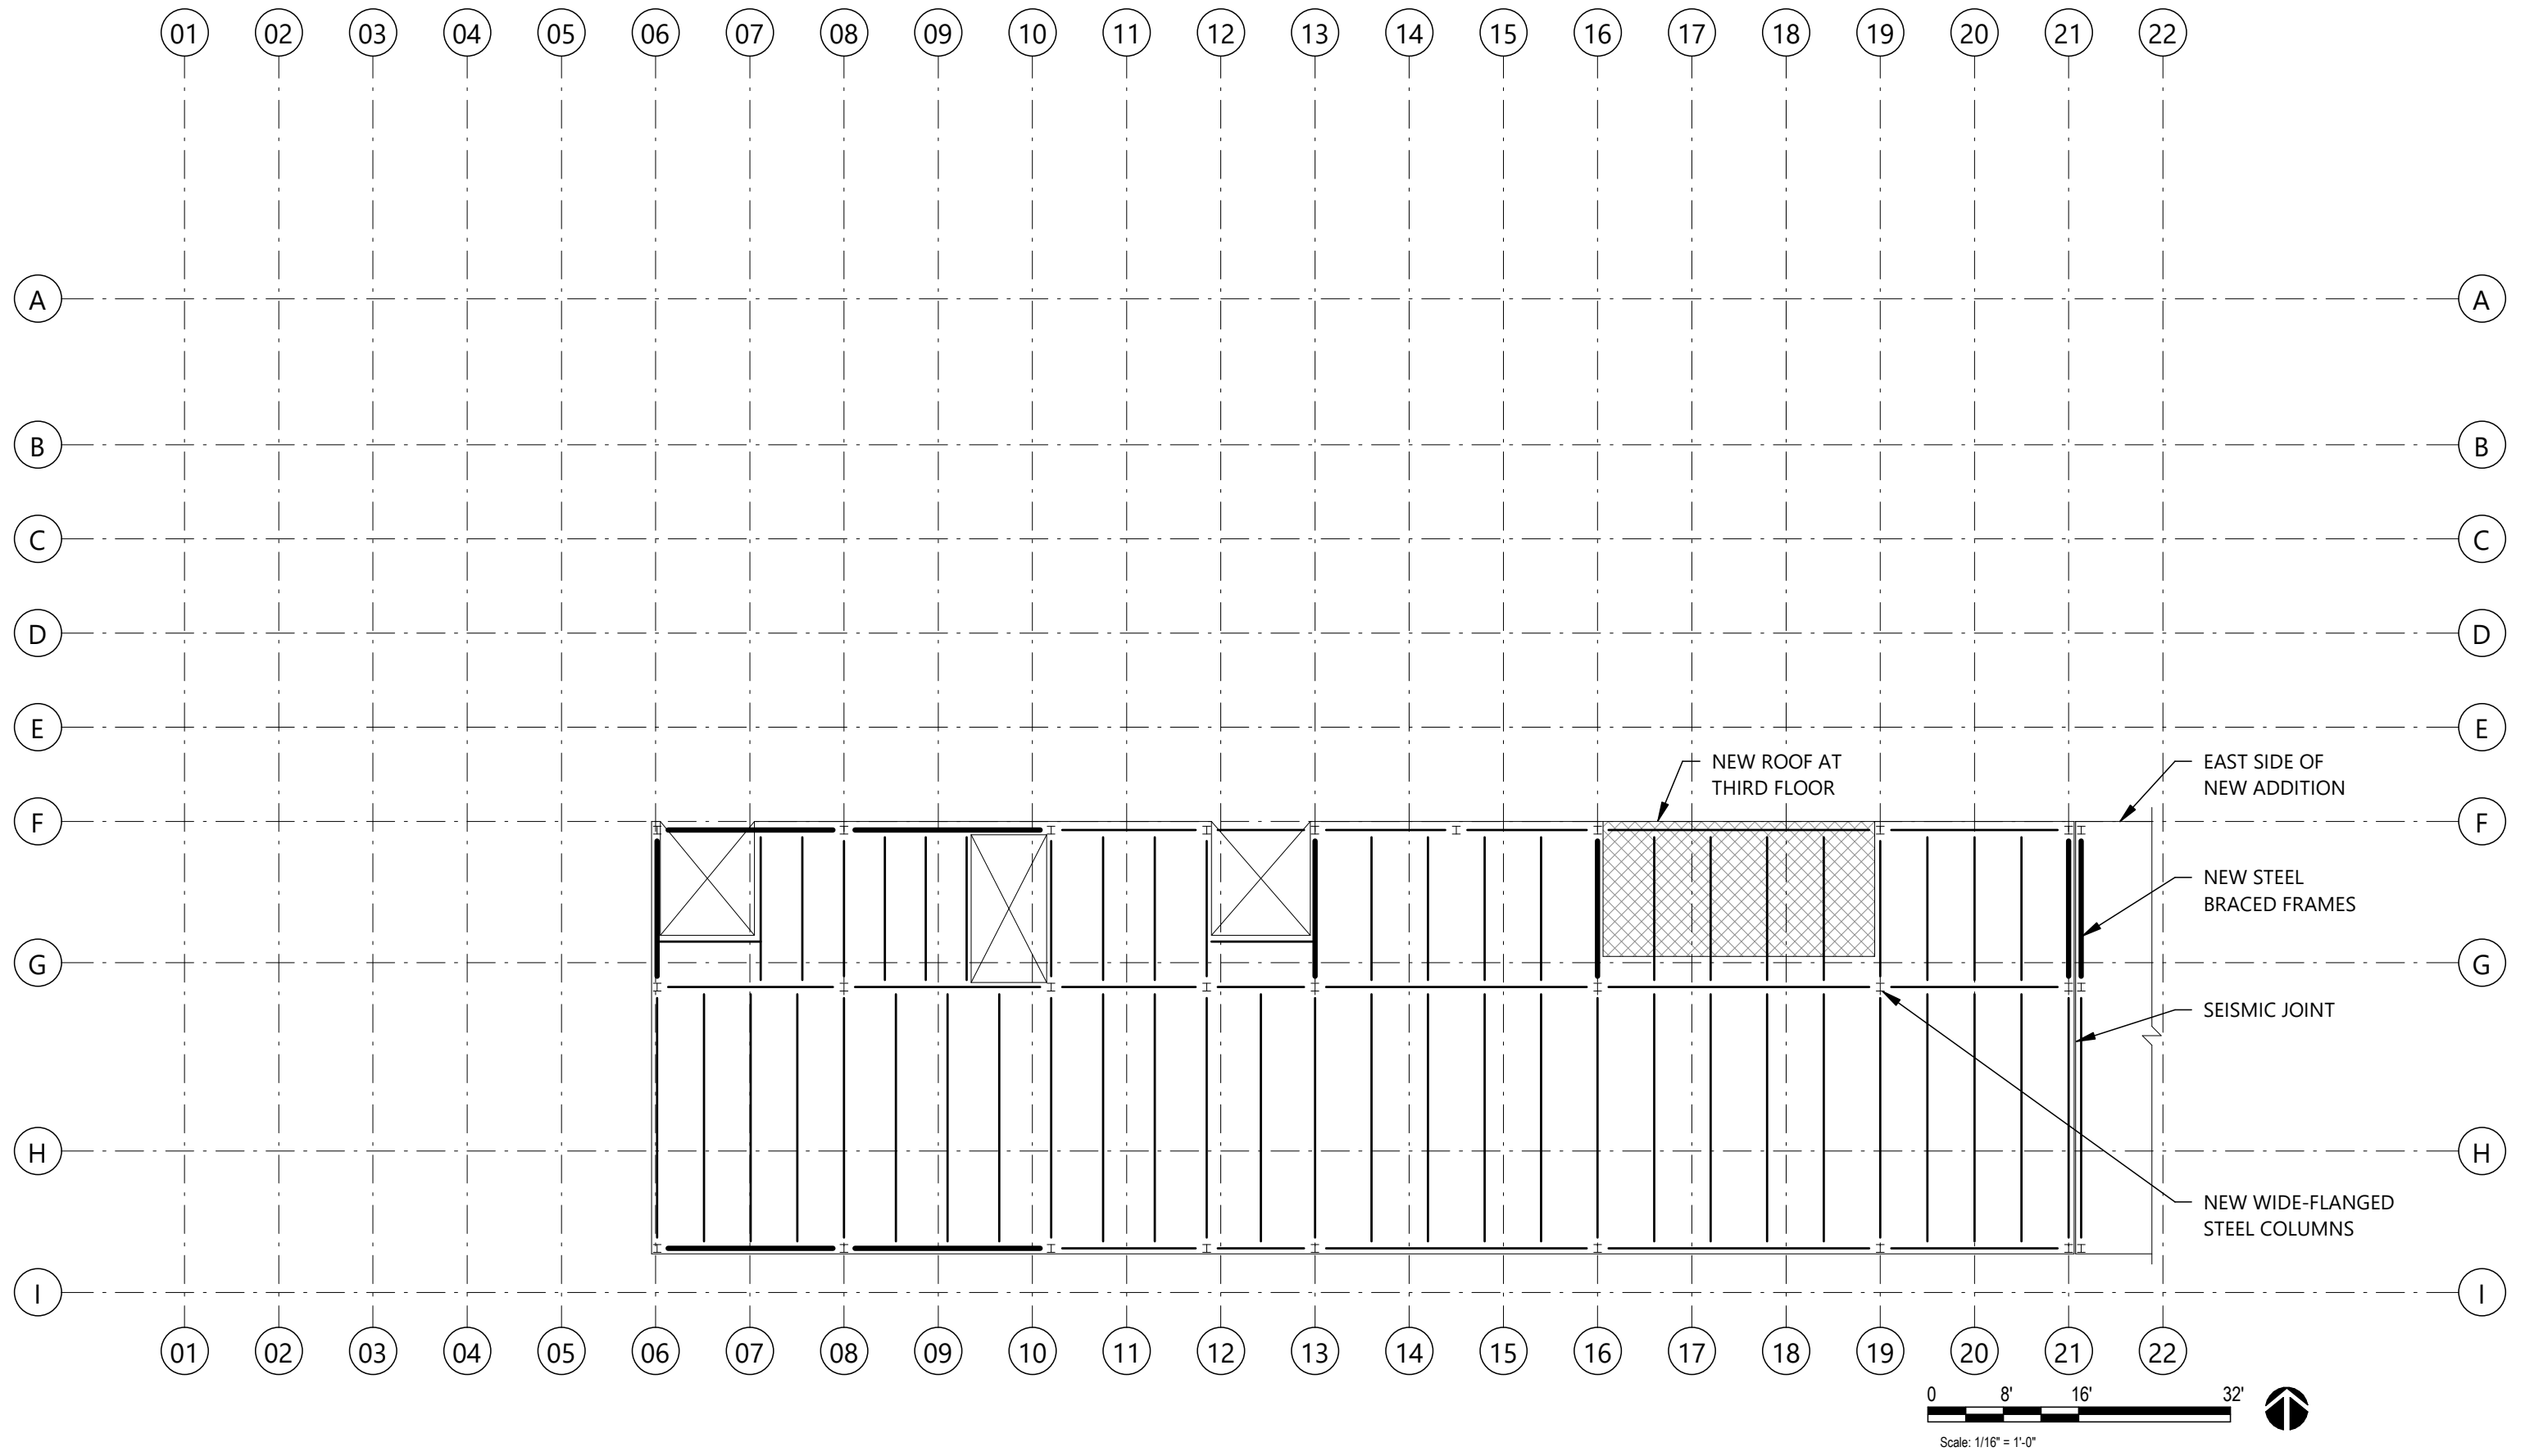 01 02 03 04 05 06 07 08 09 10 11 12 13 14 15 16 17 18 19 20 21 22
A A
B B
C C
D D
E E
NEW ROOF AT
THIRD FLOOR
EAST SIDE OF
NEW ADDITION
F F
NEW STEEL
BRACED FRAMES
G G
SEISMIC JOINT
H H
NEW WIDE-FLANGED
STEEL COLUMNS
I I
01 02 03 04 05 06 07 08 09 10 11 12 13 14 15 16 17 18 19 20 21 22
0 8' 16' 32'
Scale: 1/16" = 1'-0"